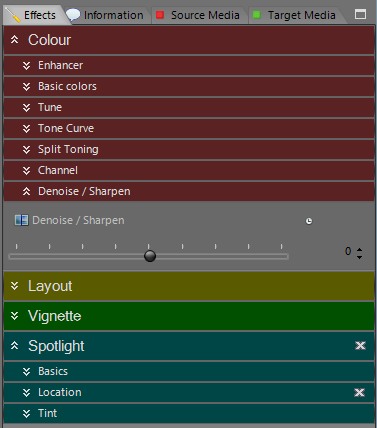 Effects Information Source Media Target Media
Colour
Enhancer
Basic colors
Tune
Tone Curve
Split Toning
Channel
Denoise / Sharpen
Denoise / Sharpen
0
Layout
Vignette
Spotlight
Basics
Location
Tint